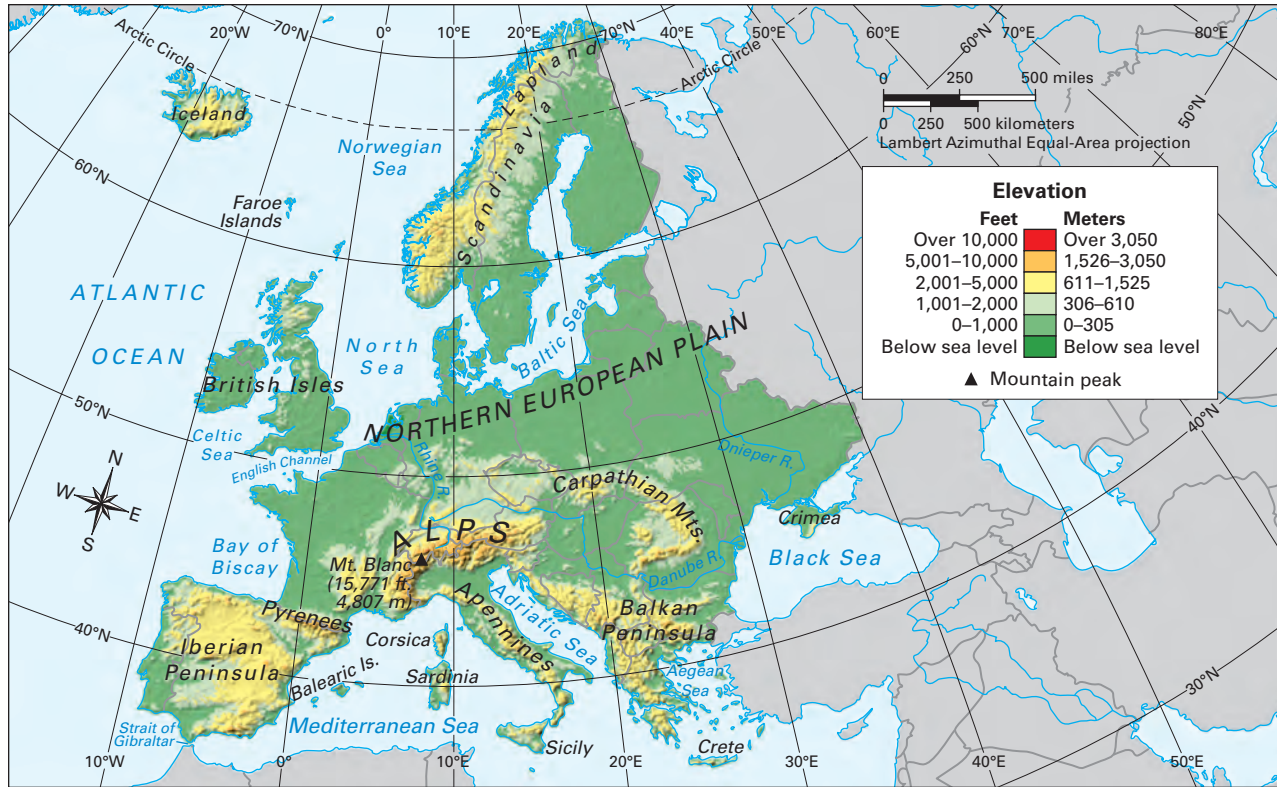 20W
70°N
0°
10°E
20°E
70°N
40°E
50°E
60°N
70°E
80°E
Arctic Circle
Arctic Circle
50°N
0 250 500 miles
0 250 500 kilometers
Lambert Azimuthal Equal-Area projection
Iceland
Lapland
Scandinavia
Norwegian
Sea
60°N
Faroe
Islands
Elevation
Feet Meters
Over 10,000 Over 3,050
5,001–10,000 1,526–3,050
2,001–5,000 611–1,525
1,001–2,000 306–610
0–1,000 0–305
Below sea level Below sea level
▲ Mountain peak
ATLANTIC
OCEAN
North
Sea
Baltic Sea
British Isles
NORTHERN EUROPEAN PLAIN
50°N
40°N
Celtic
Sea
English Channel
Rhine R.
Dnieper R.
N
W
E
S
Carpathian Mts.
Crimea
ALPS
Bay of
Biscay
Mt. Blanc
(15,771 ft.
4,807 m)
Danube R.
Black Sea
Pyrenees
Apennines
Adriatic Sea
Balkan
Peninsula
40°N
Iberian
Peninsula
Corsica
Balearic Is.
Sardinia
Aegean
Sea
30°N
Strait of
Gibraltar
Mediterranean Sea
Sicily
Crete
10°W
0°
10°E
20°E
30°E
40°E
50°E